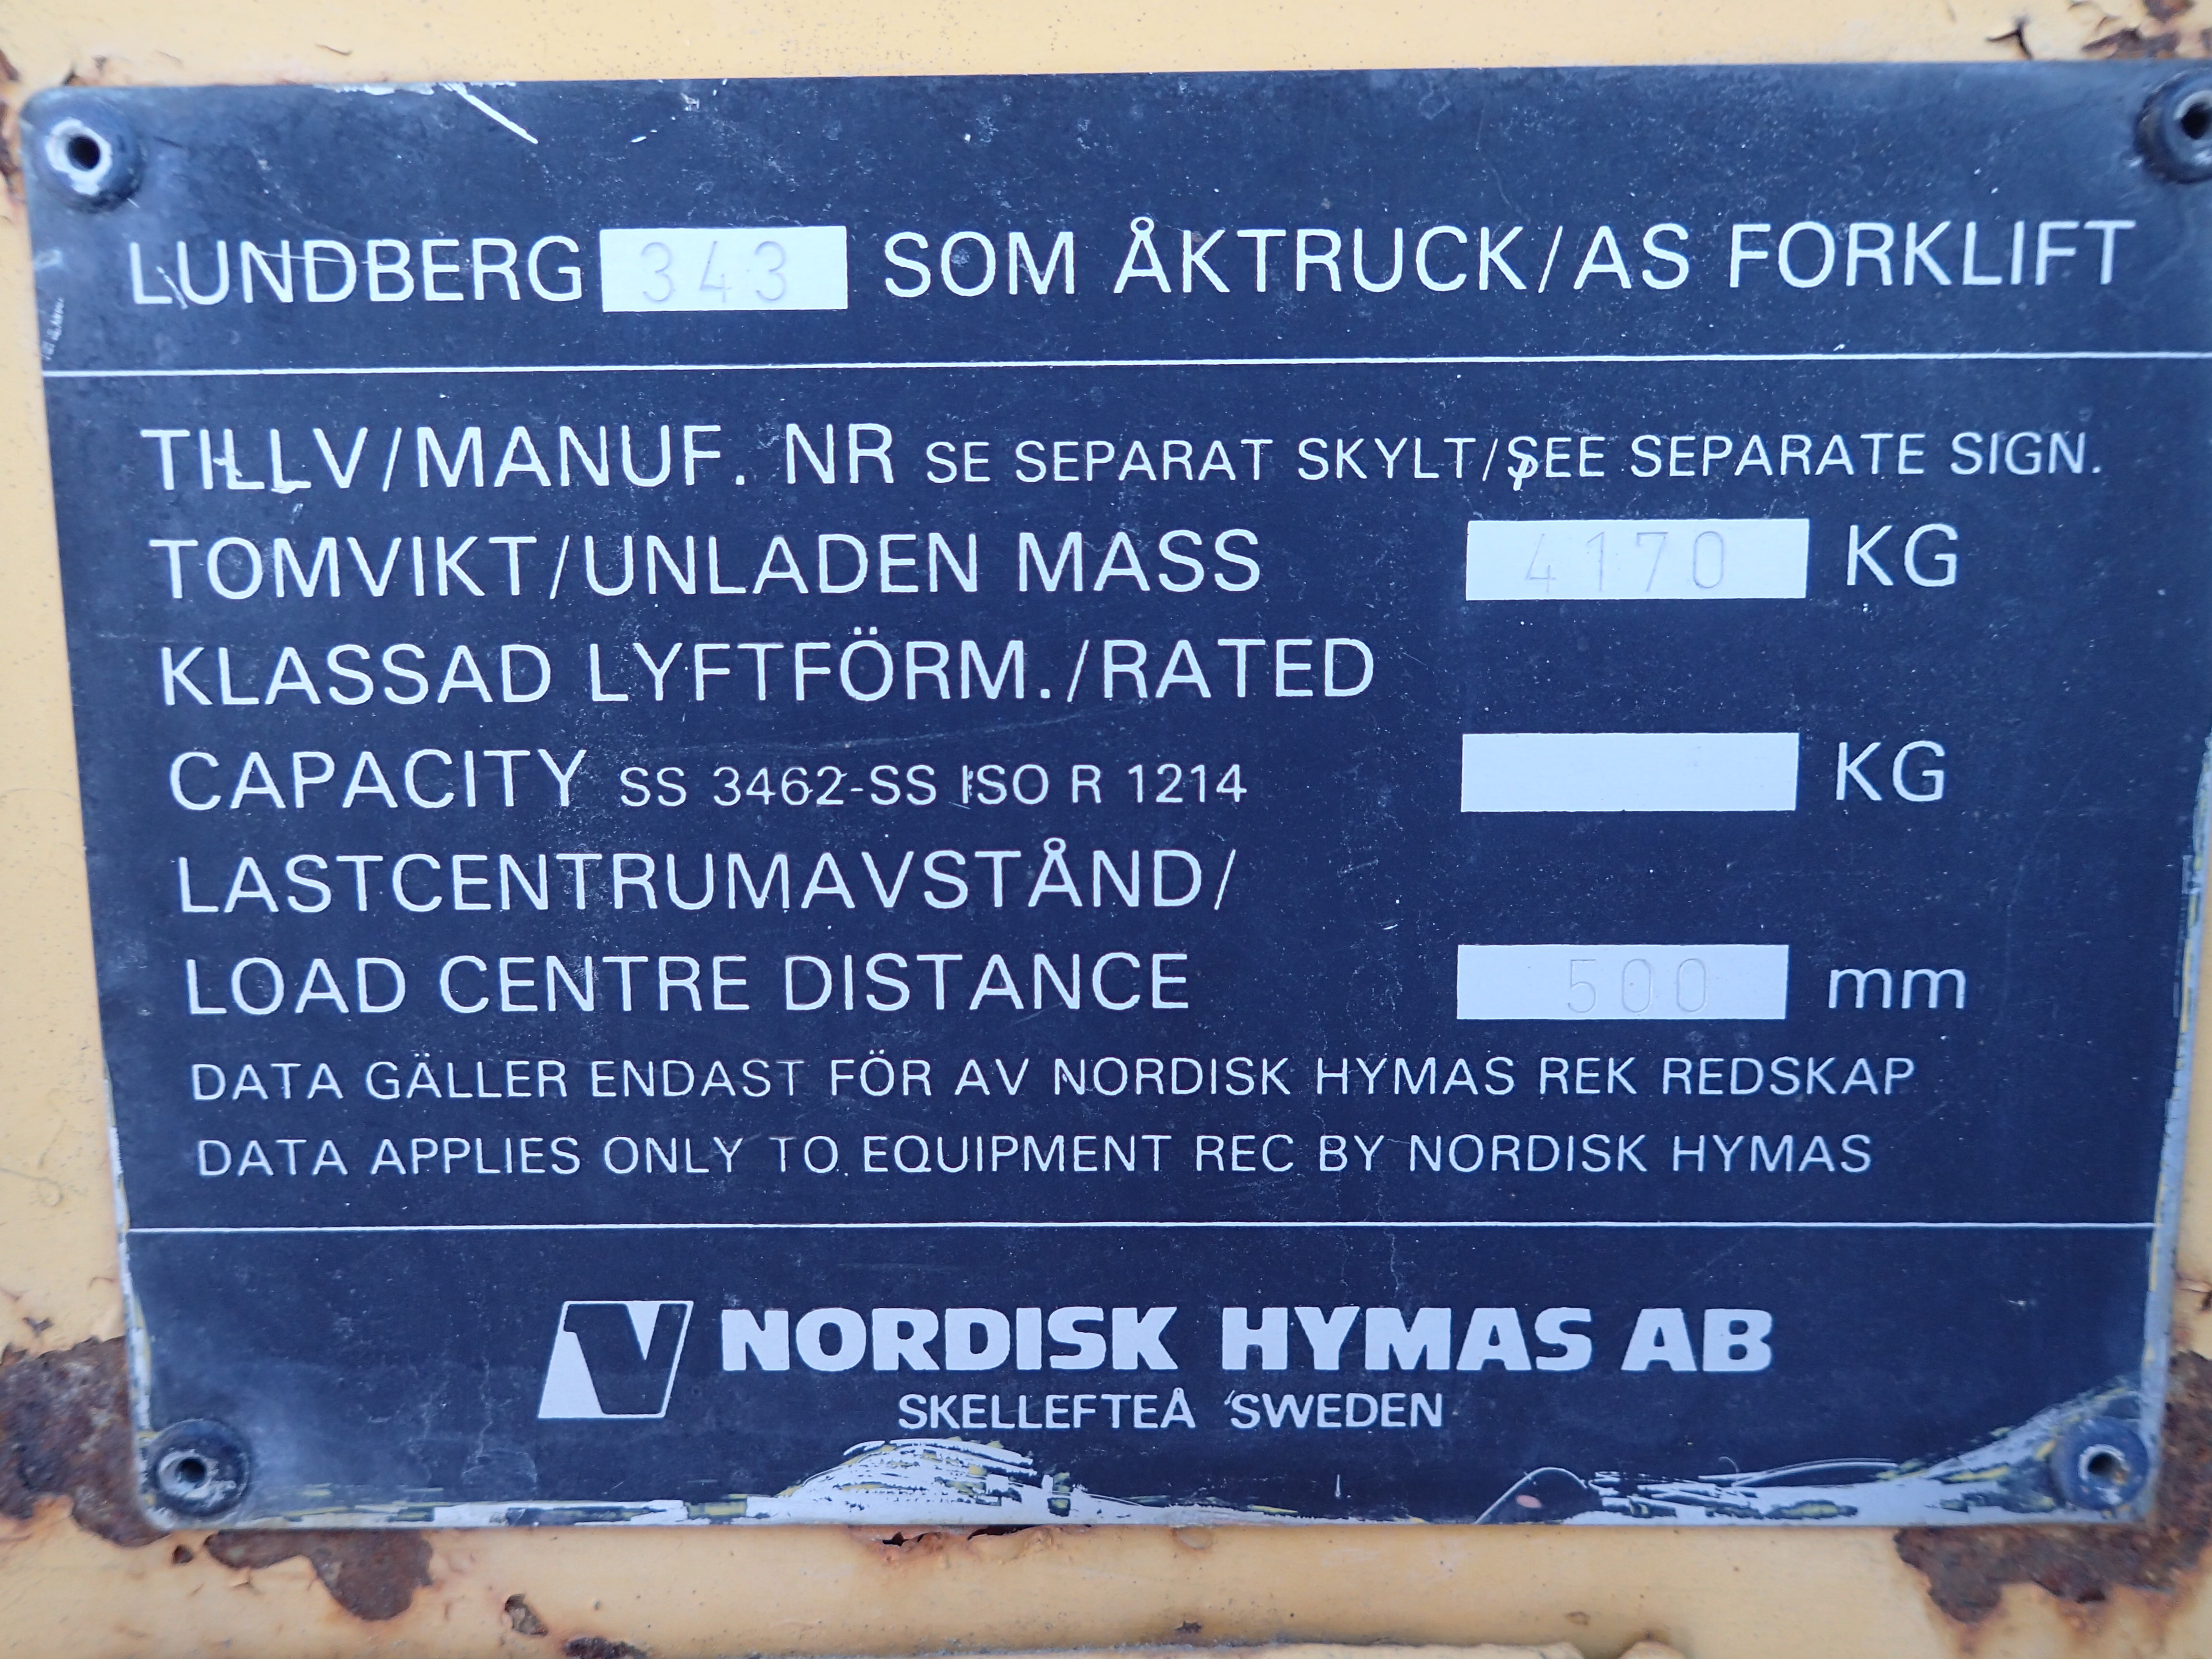 LUNDBERG 343 SOM ÅKTRUCK/AS FORKLIFT
TILLV/MANUF. NR SE SEPARAT SKYLT/SEE SEPARATE SIGN.
TOMVIKT/UNLADEN MASS 4170 KG
KLASSAD LYFTFÖRM./RATED
CAPACITY SS 3462-SS ISO R 1214 KG
LASTCENTRUMAVSTÅND/
LOAD CENTRE DISTANCE 500 mm
DATA GÄLLER ENDAST FÖR AV NORDISK HYMAS REK REDSKAP
DATA APPLIES ONLY TO EQUIPMENT REC BY NORDISK HYMAS
NORDISK HYMAS AB
SKELLEFTEÅ SWEDEN